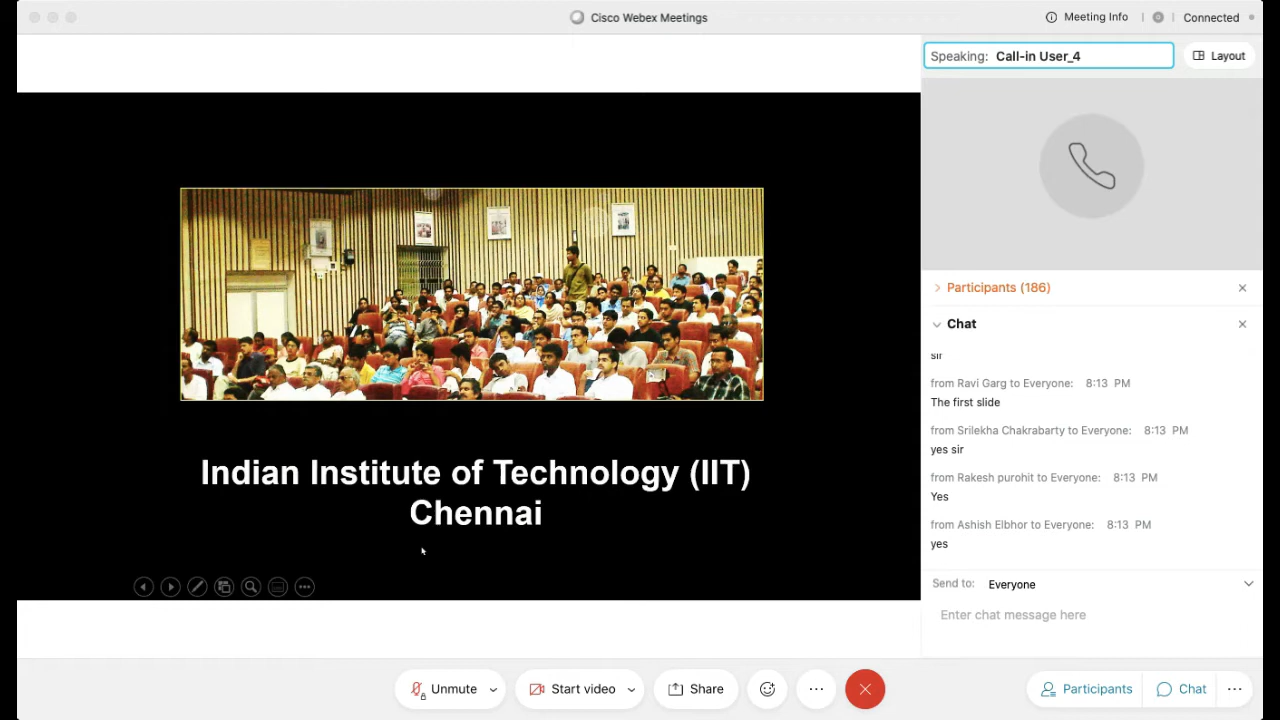 Cisco Webex Meetings
Meeting Info
Connected
Speaking: Call-in User_4
Layout
Indian Institute of Technology (IIT)
Chennai
Participants (186)
Chat
sir
from Ravi Garg to Everyone: 8:13 PM
The first slide
from Srilekha Chakrabarty to Everyone: 8:13 PM
yes sir
from Rakesh purohit to Everyone: 8:13 PM
Yes
from Ashish Elbhor to Everyone: 8:13 PM
yes
Send to: Everyone
Enter chat message here
Unmute
Start video
Share
Participants
Chat